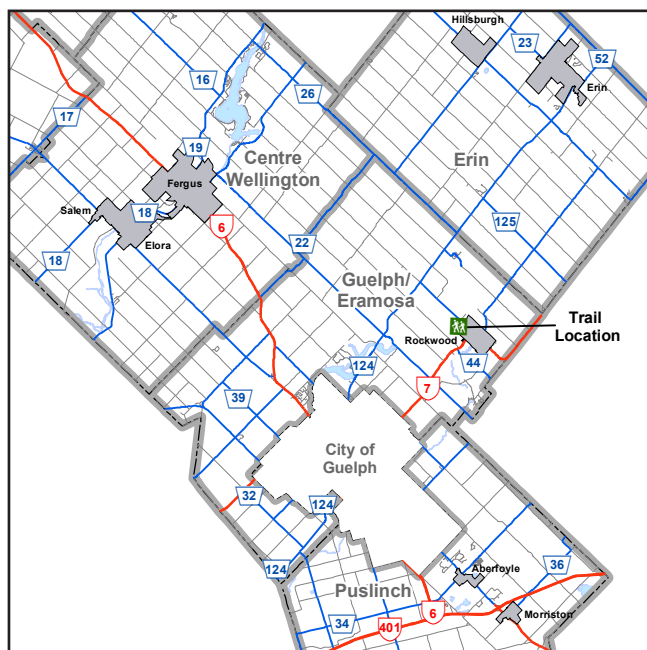 Hillsburgh
23
52
16
Erin
26
17
19
Centre
Wellington
Erin
Fergus
Salem
18
125
6
Elora
22
18
Guelph/
Eramosa
Trail
Location
Rockwood
124
44
7
39
City of
Guelph
32
124
124
Aberfoyle
36
Puslinch
6
Morriston
34
401